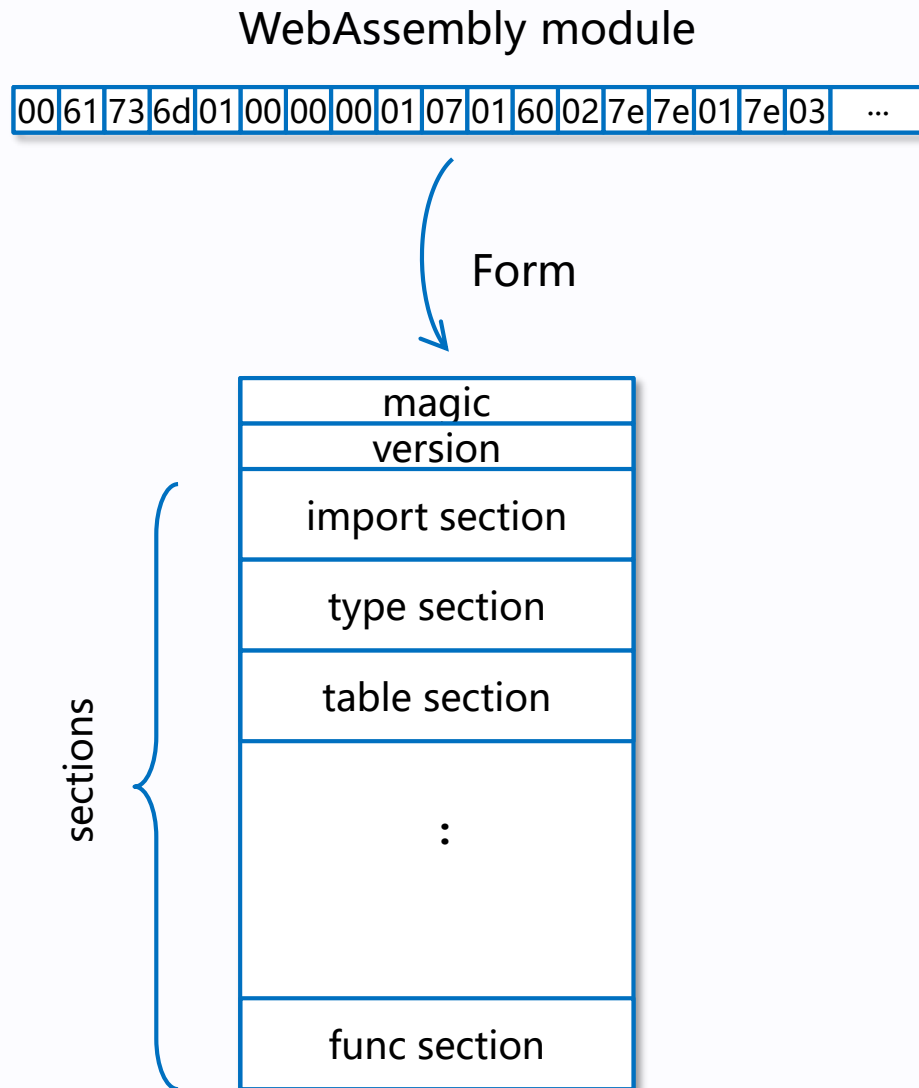 WebAssembly module
00 61 73 6d 01 00 00 00 01 07 01 60 02 7e 7e 01 7e 03 ...
Form
magic
version
import section
type section
table section
sections
:
func section